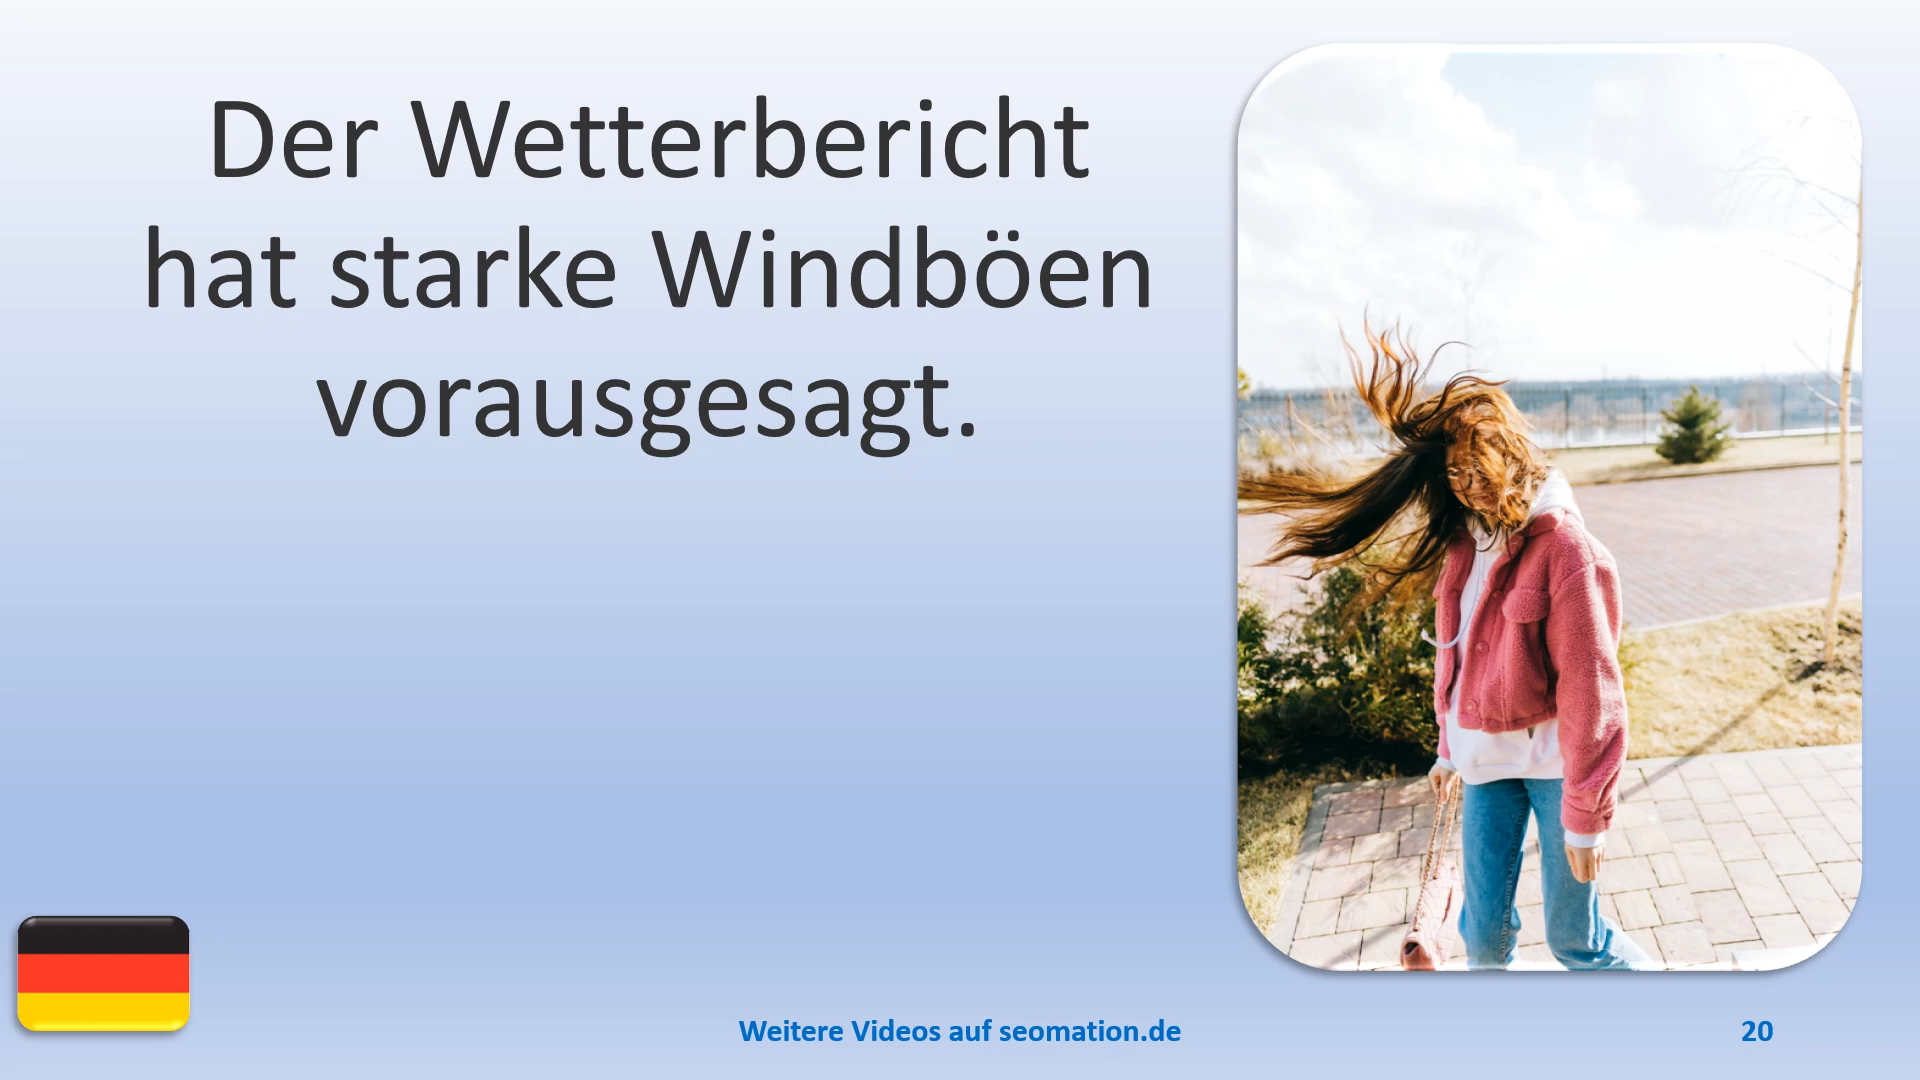 Der Wetterbericht
hat starke Windböen
vorausgesagt.
Weitere Videos auf seomation.de
20